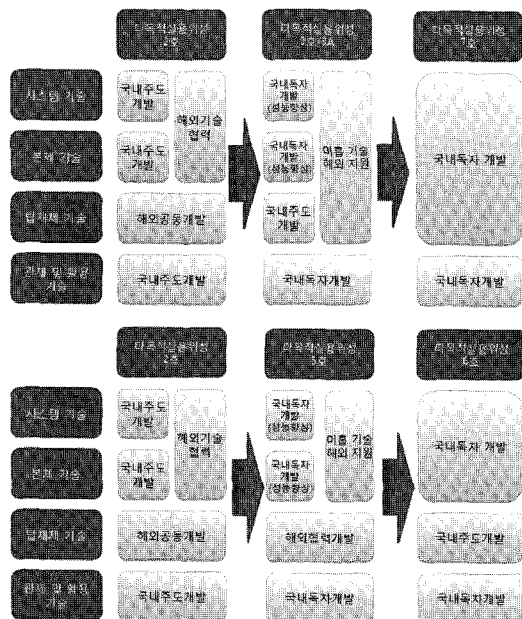 다목적실용위성
2호
다목적실용위성
3호/3A
다목적실용위성
7호
시스템 기술
국내주도
개발
해외기술
협력
국내독자
개발
(성능향상)
미흡 기술
해외 지원
국내독자 개발
본체 기술
국내주도
개발
국내독자
개발
(성능향상)
탑재체 기술
해외공동개발
국내주도
개발
관제 및 활용
기술
국내주도개발
국내독자개발
국내독자개발
다목적실용위성
2호
다목적실용위성
다목적실용위성
시스템 기술
국내주도
개발
해외기술
협력
국내독자
개발
(성능향상)
미흡 기술
해외 지원
국내독자 개발
본체 기술
국내주도
개발
국내독자
개발
(성능향상)
탑재체 기술
해외공동개발
해외협력개발
국내주도개발
관제 및 활용
기술
국내주도개발
국내독자개발
국내독자개발